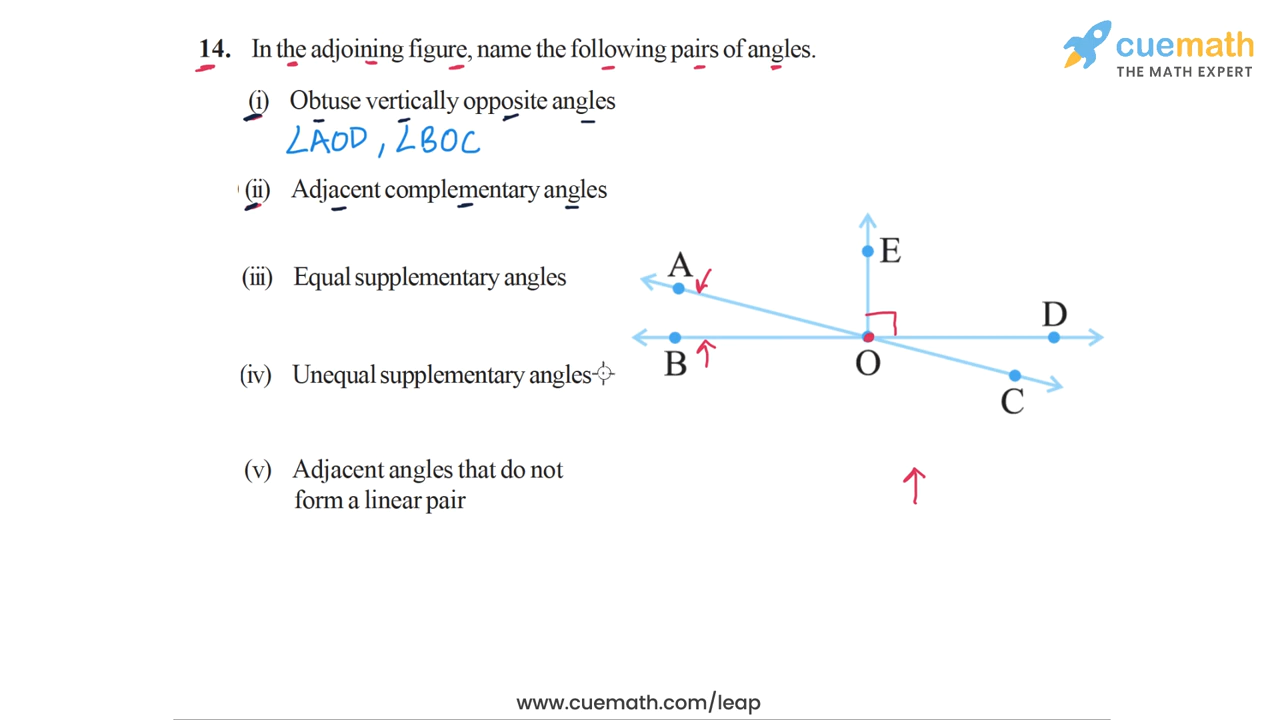 14. In the adjoining figure, name the following pairs of angles.
cuemath
THE MATH EXPERT
(i) Obtuse vertically opposite angles
∠AOD, ∠BOC
(ii) Adjacent complementary angles
(iii) Equal supplementary angles
(iv) Unequal supplementary angles
(v) Adjacent angles that do not
form a linear pair
E
A
D
B
O
C
www.cuemath.com/leap